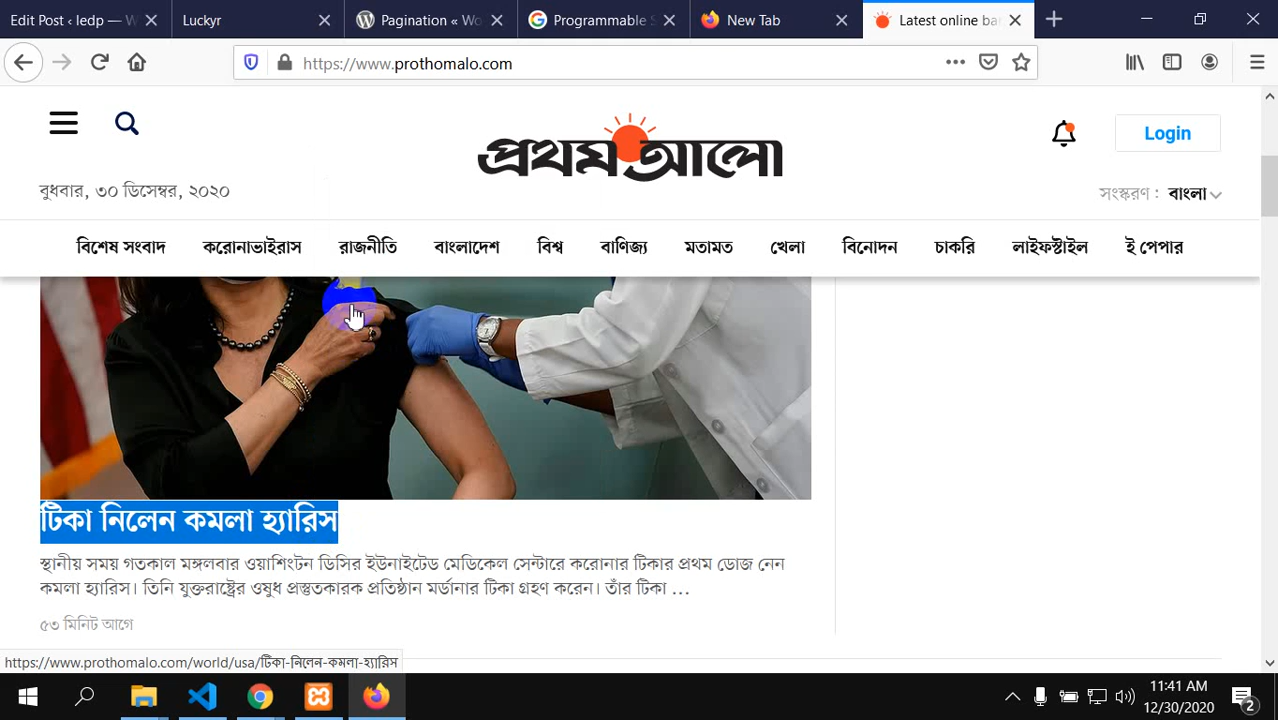 Edit Post ‹ ledp — W
Luckyr
Pagination « Wo
Programmable S
New Tab
Latest online ba
https://www.prothomalo.com
প্রথম আলো
Login
বুধবার, ৩০ ডিসেম্বর, ২০২০
সংস্করণ : বাংলা
বিশেষ সংবাদ করোনাভাইরাস রাজনীতি বাংলাদেশ বিশ্ব বাণিজ্য মতামত খেলা বিনোদন চাকরি লাইফস্টাইল ই পেপার
টিকা নিলেন কমলা হ্যারিস
স্থানীয় সময় গতকাল মঙ্গলবার ওয়াশিংটন ডিসির ইউনাইটেড মেডিকেল সেন্টারে করোনার টিকার প্রথম ডোজ নেন
কমলা হ্যারিস। তিনি যুক্তরাষ্ট্রের ওষুধ প্রস্তুতকারক প্রতিষ্ঠান মর্ডানার টিকা গ্রহণ করেন। তাঁর টিকা ...
৫৩ মিনিট আগে
https://www.prothomalo.com/world/usa/টিকা-নিলেন-কমলা-হ্যারিস
11:41 AM
12/30/2020
2